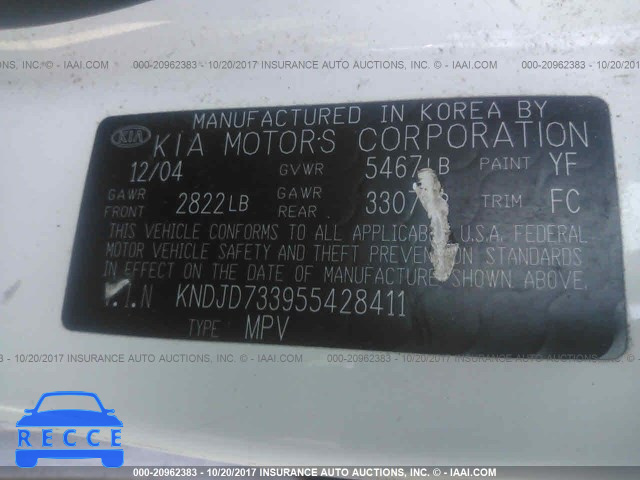 000-20962383 - 10/20/2017 INSURANCE AUTO AUCTIONS, INC. - IAAI.COM
MANUFACTURED IN KOREA BY
KIA KIA MOTORS CORPORATION
12/04 GVWR 5467LB PAINT YF
GAWR FRONT 2822LB GAWR REAR TRIM FC
THIS VEHICLE CONFORMS TO ALL U.S.A. FEDERAL
MOTOR VEHICLE SAFETY AND THEFT PREVENTION STANDARDS
IN EFFECT ON THE DATE OF MANUFACTURE SHOWN ABOVE.
V.I.N KNDJD733955428411
TYPE MPV
000-20962383 - 10/20/2017 INSURANCE AUTO AUCTIONS, INC. - IAAI.COM
RECCE
000-20962383 - 10/20/2017 INSURANCE AUTO AUCTIONS, INC. - IAAI.COM